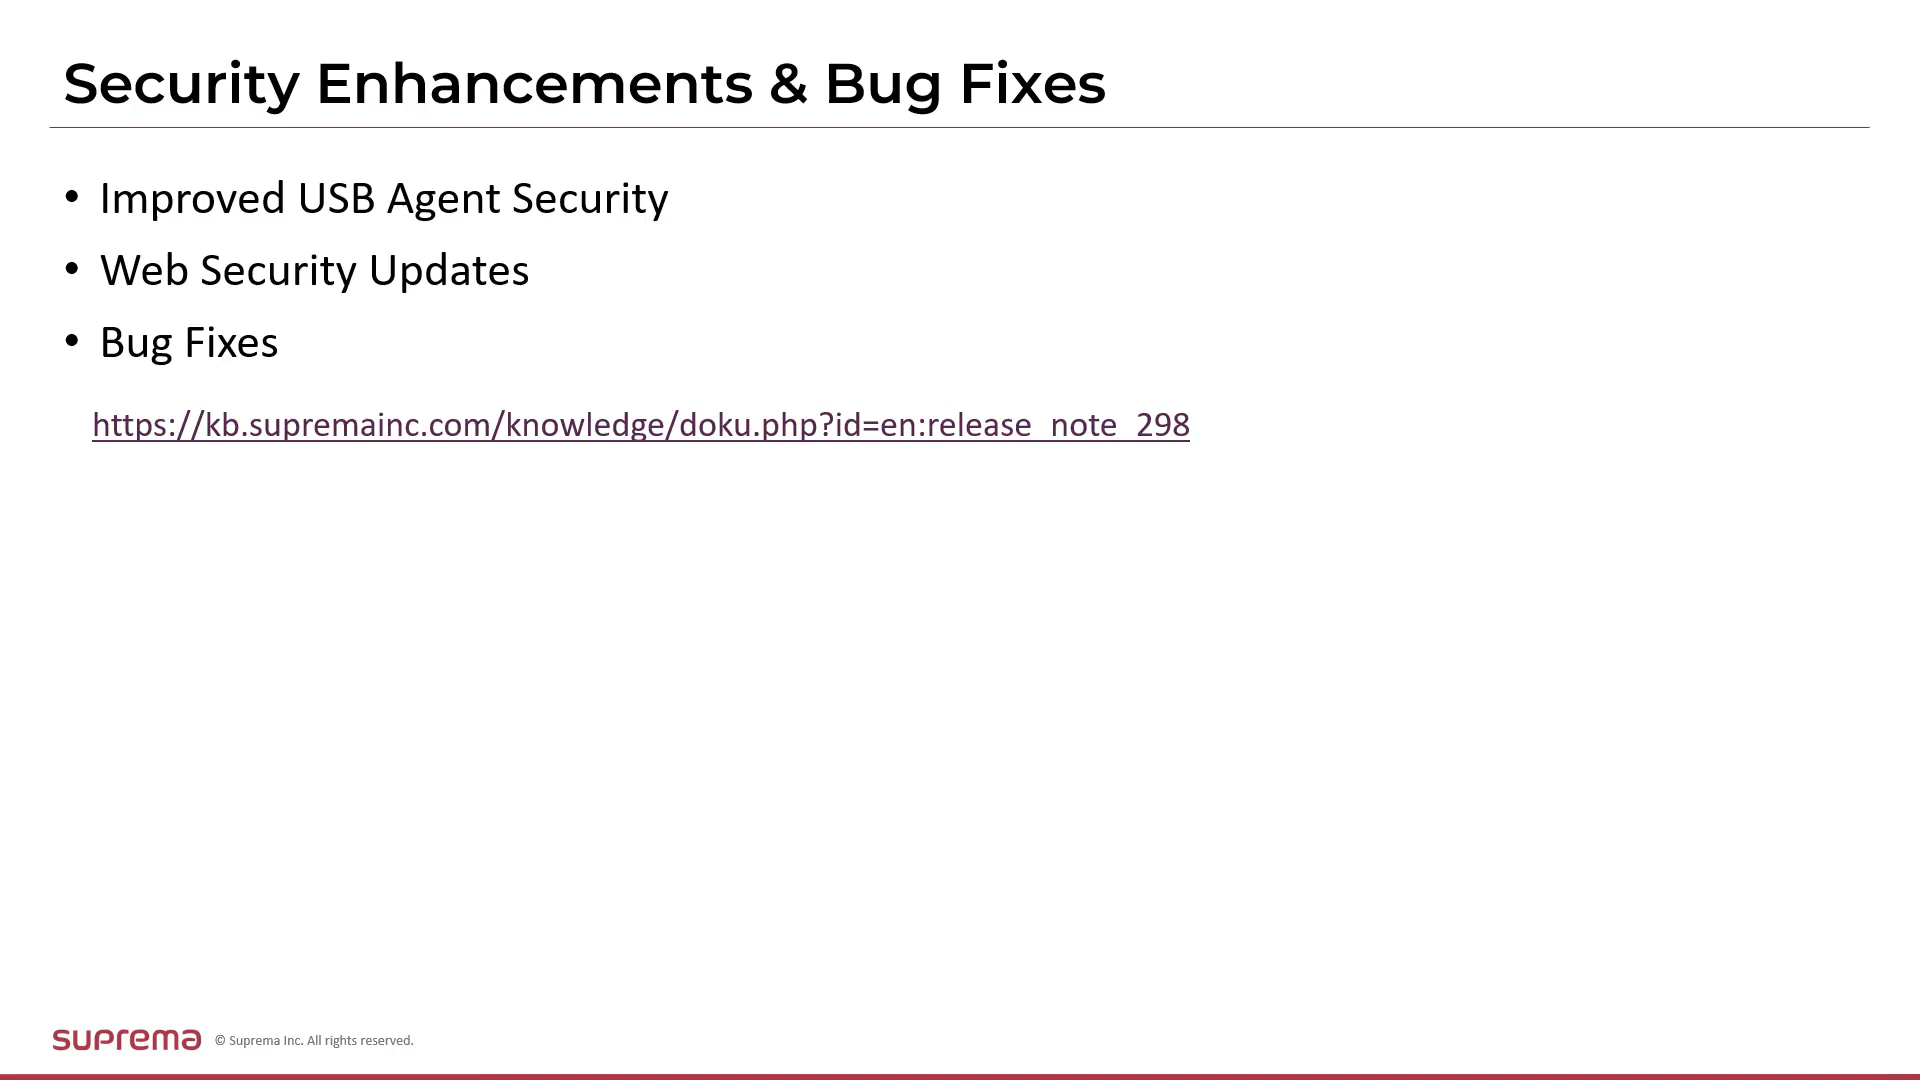 Security Enhancements & Bug Fixes
• Improved USB Agent Security
• Web Security Updates
• Bug Fixes
https://kb.supremainc.com/knowledge/doku.php?id=en:release_note_298
suprema © Suprema Inc. All rights reserved.